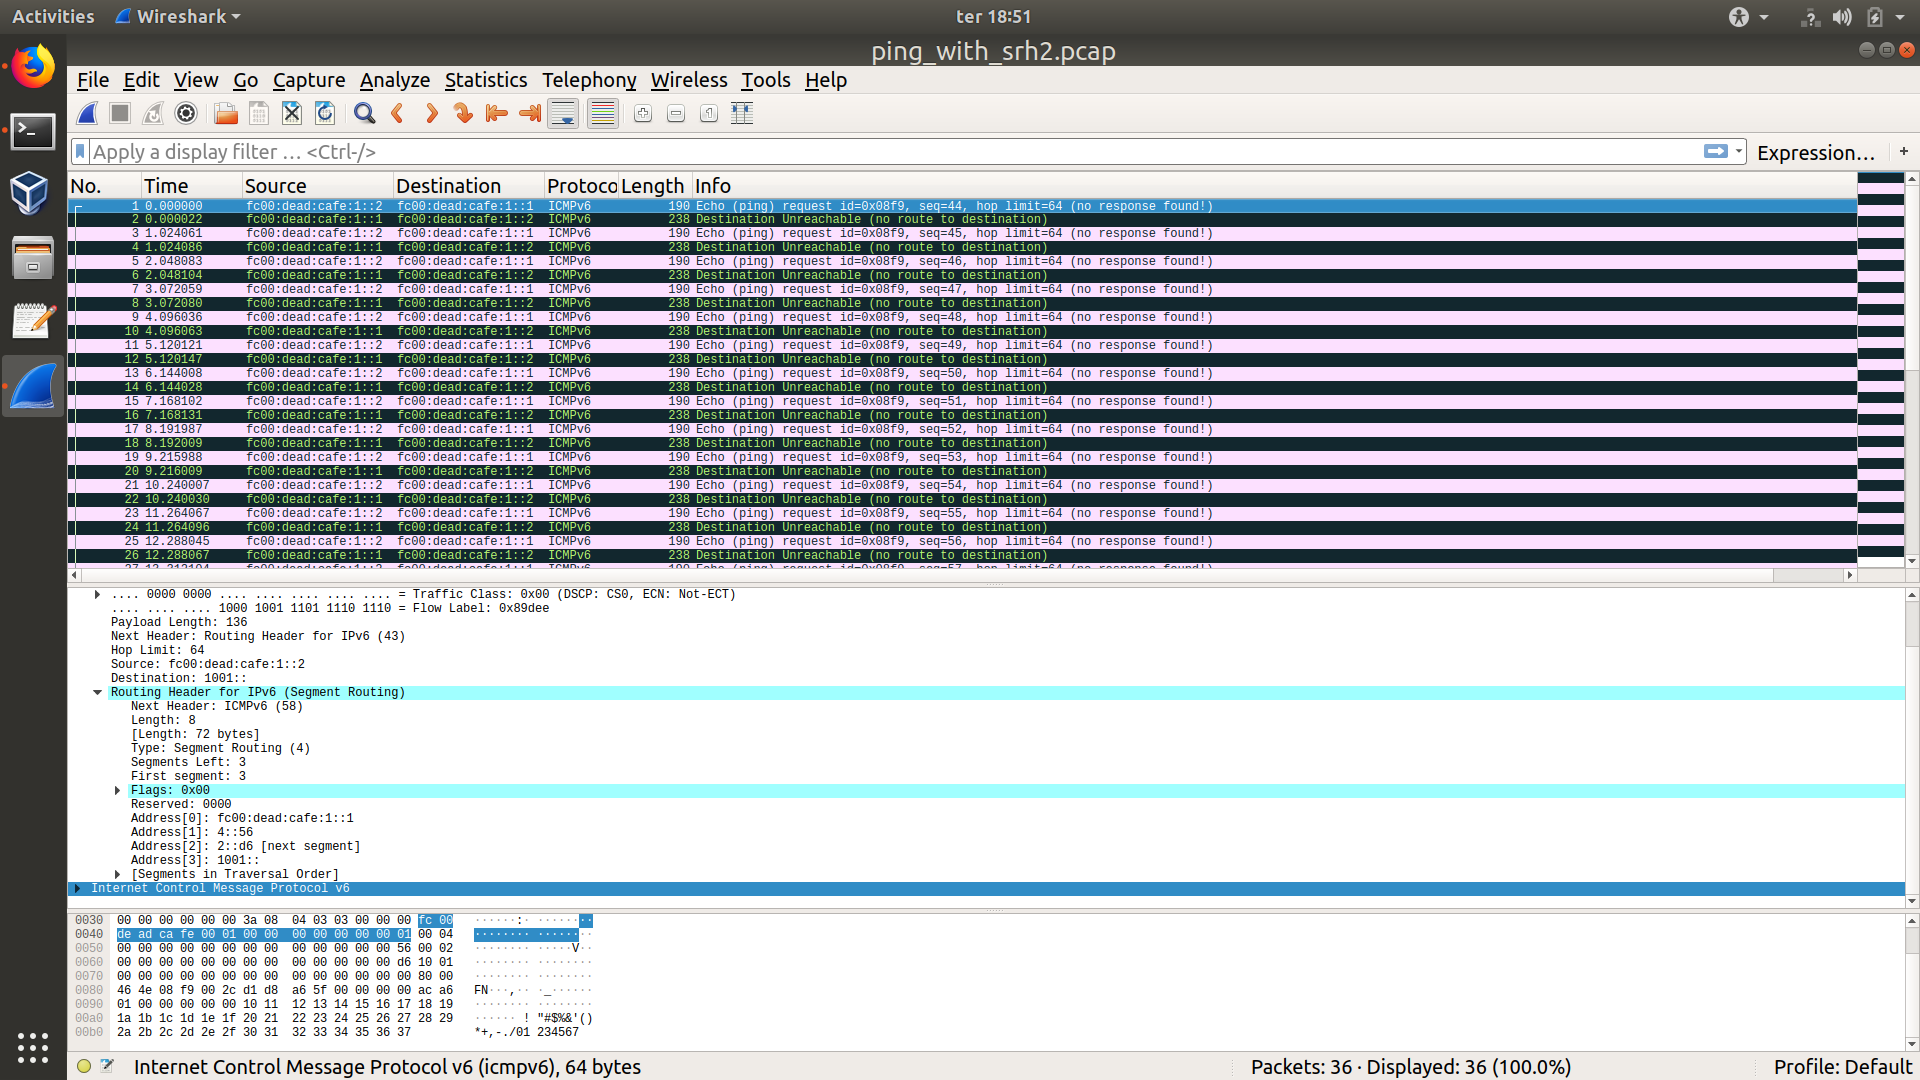 Activities Wireshark ter 18:51
ping_with_srh2.pcap
File Edit View Go Capture Analyze Statistics Telephony Wireless Tools Help
Apply a display filter … <Ctrl-/> Expression… +
No. Time Source Destination Protoco Length Info
1 0.000000 fc00:dead:cafe:1::2 fc00:dead:cafe:1::1 ICMPv6 190 Echo (ping) request id=0x08f9, seq=44, hop limit=64 (no response found!)
2 0.000022 fc00:dead:cafe:1::1 fc00:dead:cafe:1::2 ICMPv6 238 Destination Unreachable (no route to destination)
3 1.024061 fc00:dead:cafe:1::2 fc00:dead:cafe:1::1 ICMPv6 190 Echo (ping) request id=0x08f9, seq=45, hop limit=64 (no response found!)
4 1.024086 fc00:dead:cafe:1::1 fc00:dead:cafe:1::2 ICMPv6 238 Destination Unreachable (no route to destination)
5 2.048083 fc00:dead:cafe:1::2 fc00:dead:cafe:1::1 ICMPv6 190 Echo (ping) request id=0x08f9, seq=46, hop limit=64 (no response found!)
6 2.048104 fc00:dead:cafe:1::1 fc00:dead:cafe:1::2 ICMPv6 238 Destination Unreachable (no route to destination)
7 3.072059 fc00:dead:cafe:1::2 fc00:dead:cafe:1::1 ICMPv6 190 Echo (ping) request id=0x08f9, seq=47, hop limit=64 (no response found!)
8 3.072080 fc00:dead:cafe:1::1 fc00:dead:cafe:1::2 ICMPv6 238 Destination Unreachable (no route to destination)
9 4.096036 fc00:dead:cafe:1::2 fc00:dead:cafe:1::1 ICMPv6 190 Echo (ping) request id=0x08f9, seq=48, hop limit=64 (no response found!)
10 4.096063 fc00:dead:cafe:1::1 fc00:dead:cafe:1::2 ICMPv6 238 Destination Unreachable (no route to destination)
11 5.120121 fc00:dead:cafe:1::2 fc00:dead:cafe:1::1 ICMPv6 190 Echo (ping) request id=0x08f9, seq=49, hop limit=64 (no response found!)
12 5.120147 fc00:dead:cafe:1::1 fc00:dead:cafe:1::2 ICMPv6 238 Destination Unreachable (no route to destination)
13 6.144008 fc00:dead:cafe:1::2 fc00:dead:cafe:1::1 ICMPv6 190 Echo (ping) request id=0x08f9, seq=50, hop limit=64 (no response found!)
14 6.144028 fc00:dead:cafe:1::1 fc00:dead:cafe:1::2 ICMPv6 238 Destination Unreachable (no route to destination)
15 7.168102 fc00:dead:cafe:1::2 fc00:dead:cafe:1::1 ICMPv6 190 Echo (ping) request id=0x08f9, seq=51, hop limit=64 (no response found!)
16 7.168131 fc00:dead:cafe:1::1 fc00:dead:cafe:1::2 ICMPv6 238 Destination Unreachable (no route to destination)
17 8.191987 fc00:dead:cafe:1::2 fc00:dead:cafe:1::1 ICMPv6 190 Echo (ping) request id=0x08f9, seq=52, hop limit=64 (no response found!)
18 8.192009 fc00:dead:cafe:1::1 fc00:dead:cafe:1::2 ICMPv6 238 Destination Unreachable (no route to destination)
19 9.215988 fc00:dead:cafe:1::2 fc00:dead:cafe:1::1 ICMPv6 190 Echo (ping) request id=0x08f9, seq=53, hop limit=64 (no response found!)
20 9.216009 fc00:dead:cafe:1::1 fc00:dead:cafe:1::2 ICMPv6 238 Destination Unreachable (no route to destination)
21 10.240007 fc00:dead:cafe:1::2 fc00:dead:cafe:1::1 ICMPv6 190 Echo (ping) request id=0x08f9, seq=54, hop limit=64 (no response found!)
22 10.240030 fc00:dead:cafe:1::1 fc00:dead:cafe:1::2 ICMPv6 238 Destination Unreachable (no route to destination)
23 11.264067 fc00:dead:cafe:1::2 fc00:dead:cafe:1::1 ICMPv6 190 Echo (ping) request id=0x08f9, seq=55, hop limit=64 (no response found!)
24 11.264096 fc00:dead:cafe:1::1 fc00:dead:cafe:1::2 ICMPv6 238 Destination Unreachable (no route to destination)
25 12.288045 fc00:dead:cafe:1::2 fc00:dead:cafe:1::1 ICMPv6 190 Echo (ping) request id=0x08f9, seq=56, hop limit=64 (no response found!)
26 12.288067 fc00:dead:cafe:1::1 fc00:dead:cafe:1::2 ICMPv6 238 Destination Unreachable (no route to destination)
.... 0000 0000 .... .... .... .... .... = Traffic Class: 0x00 (DSCP: CS0, ECN: Not-ECT)
.... .... .... 1000 1001 1101 1110 1110 = Flow Label: 0x89dee
Payload Length: 136
Next Header: Routing Header for IPv6 (43)
Hop Limit: 64
Source: fc00:dead:cafe:1::2
Destination: 1001::
Routing Header for IPv6 (Segment Routing)
Next Header: ICMPv6 (58)
Length: 8
[Length: 72 bytes]
Type: Segment Routing (4)
Segments Left: 3
First segment: 3
Flags: 0x00
Reserved: 0000
Address[0]: fc00:dead:cafe:1::1
Address[1]: 4::56
Address[2]: 2::d6 [next segment]
Address[3]: 1001::
[Segments in Traversal Order]
Internet Control Message Protocol v6
0030 00 00 00 00 00 00 3a 08 04 03 03 00 00 00 fc 00 ······:· ········
0040 de ad ca fe 00 01 00 00 00 00 00 00 00 01 00 04 ········ ········
0050 00 00 00 00 00 00 00 00 00 00 00 00 00 56 00 02 ········ ·····V··
0060 00 00 00 00 00 00 00 00 00 00 00 00 00 d6 10 01 ········ ········
0070 00 00 00 00 00 00 00 00 00 00 00 00 00 00 80 00 ········ ········
0080 46 4e 08 f9 00 2c d1 d8 a6 5f 00 00 00 00 ac a6 FN···,·· ·_······
0090 01 00 00 00 00 00 10 11 12 13 14 15 16 17 18 19 ········ ········
00a0 1a 1b 1c 1d 1e 1f 20 21 22 23 24 25 26 27 28 29 ······ ! "#$%&'()
00b0 2a 2b 2c 2d 2e 2f 30 31 32 33 34 35 36 37 *+,-./01 234567
Internet Control Message Protocol v6 (icmpv6), 64 bytes Packets: 36 · Displayed: 36 (100.0%) Profile: Default